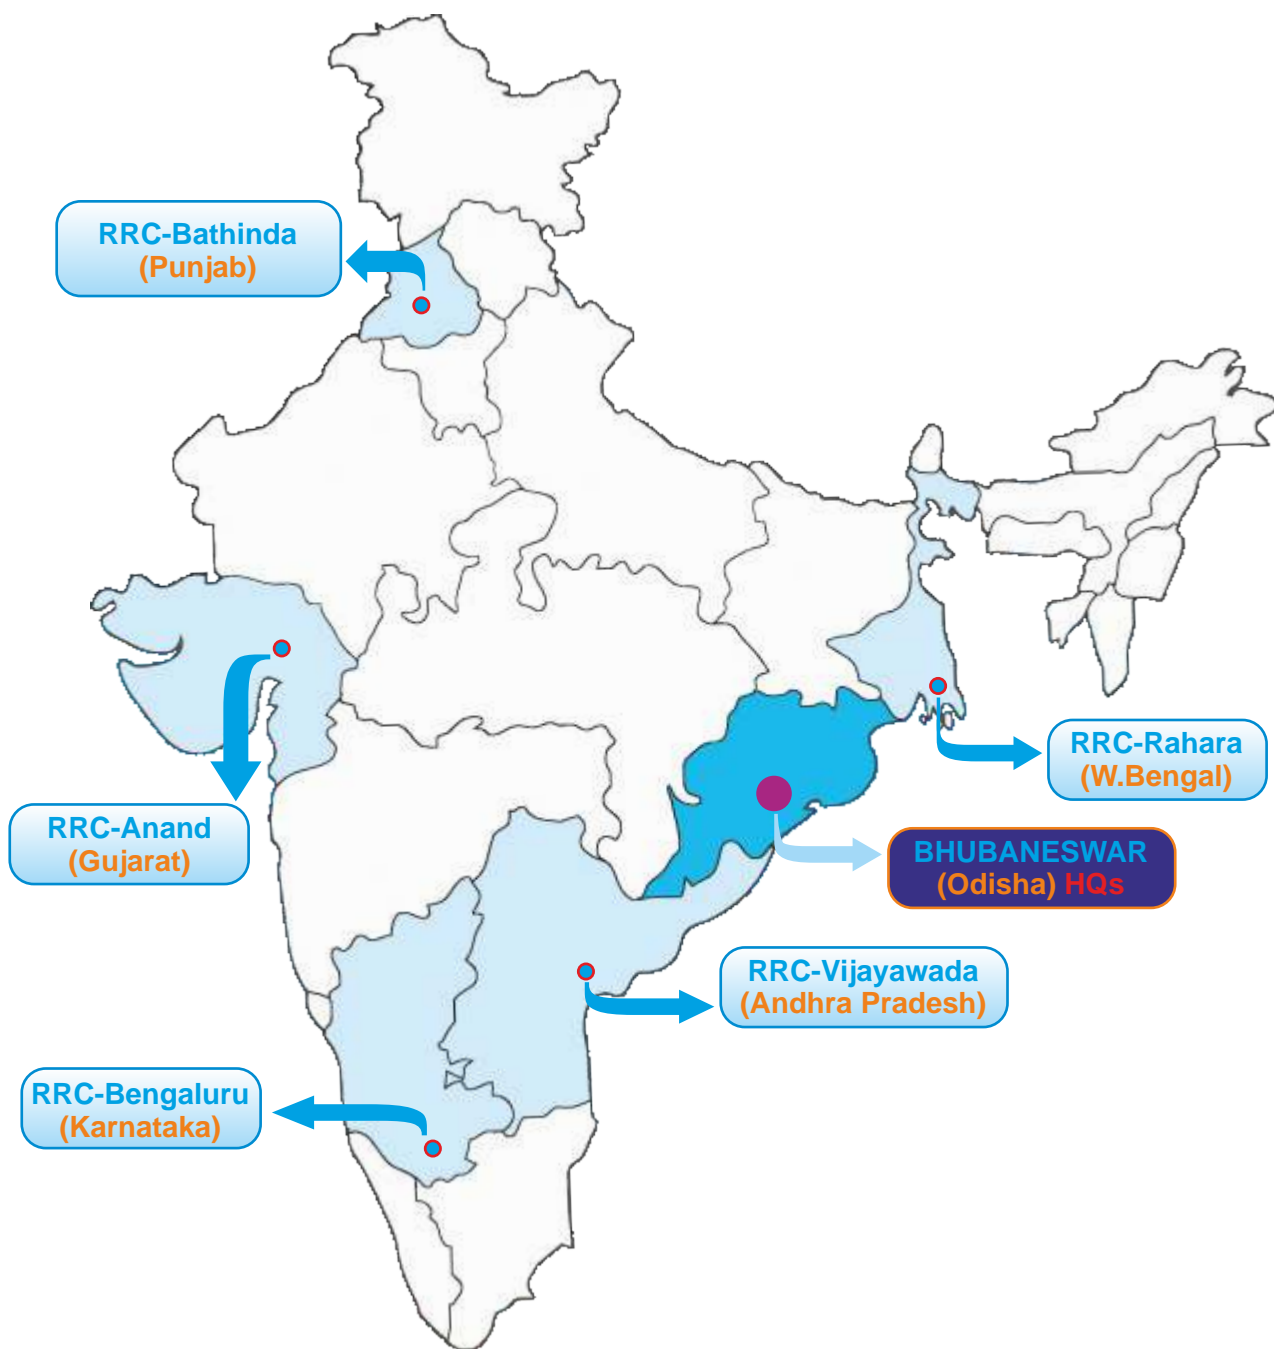 RRC-Bathinda
(Punjab)
RRC-Rahara
(W.Bengal)
RRC-Anand
(Gujarat)
BHUBANESWAR
(Odisha) HQs
RRC-Vijayawada
(Andhra Pradesh)
RRC-Bengaluru
(Karnataka)